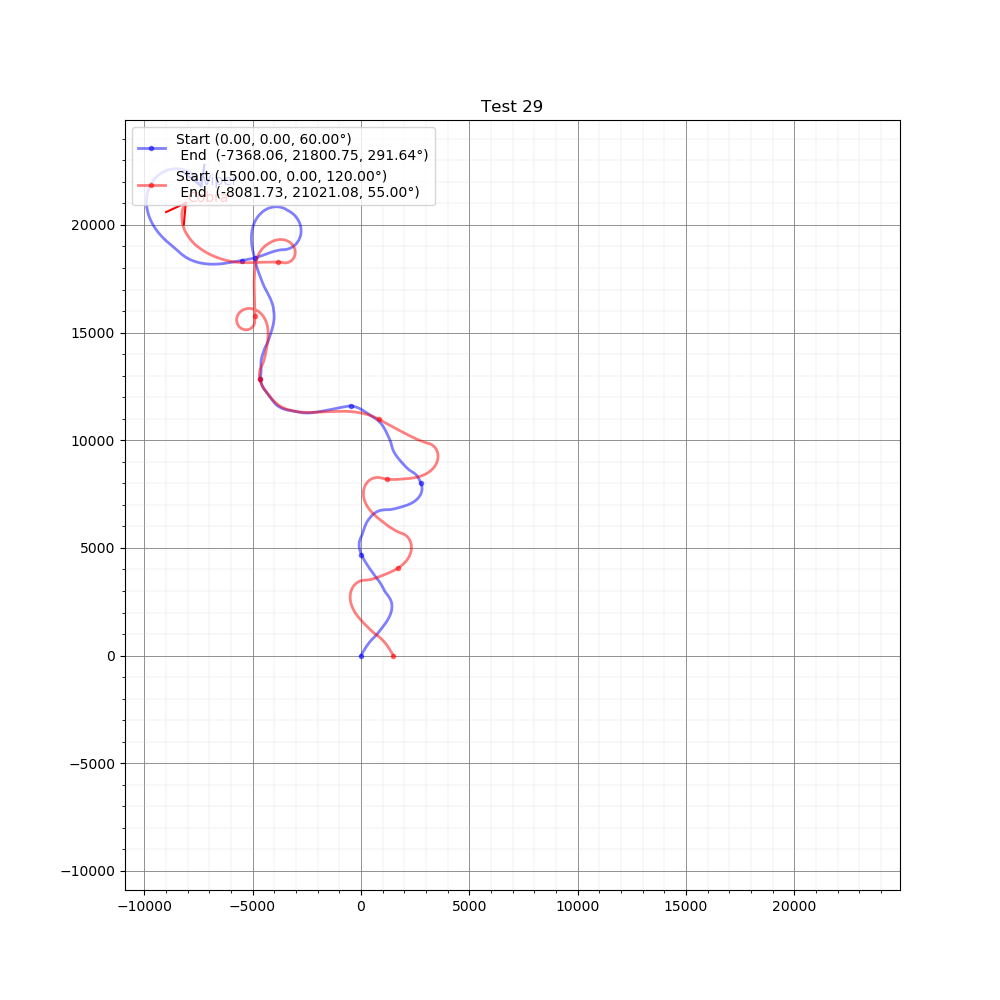 Test 29
Start (0.00, 0.00, 60.00°)
End (-7368.06, 21800.75, 291.64°)
Start (1500.00, 0.00, 120.00°)
End (-8081.73, 21021.08, 55.00°)
Cobra
20000
15000
10000
5000
0
−5000
−10000
−10000 −5000 0 5000 10000 15000 20000